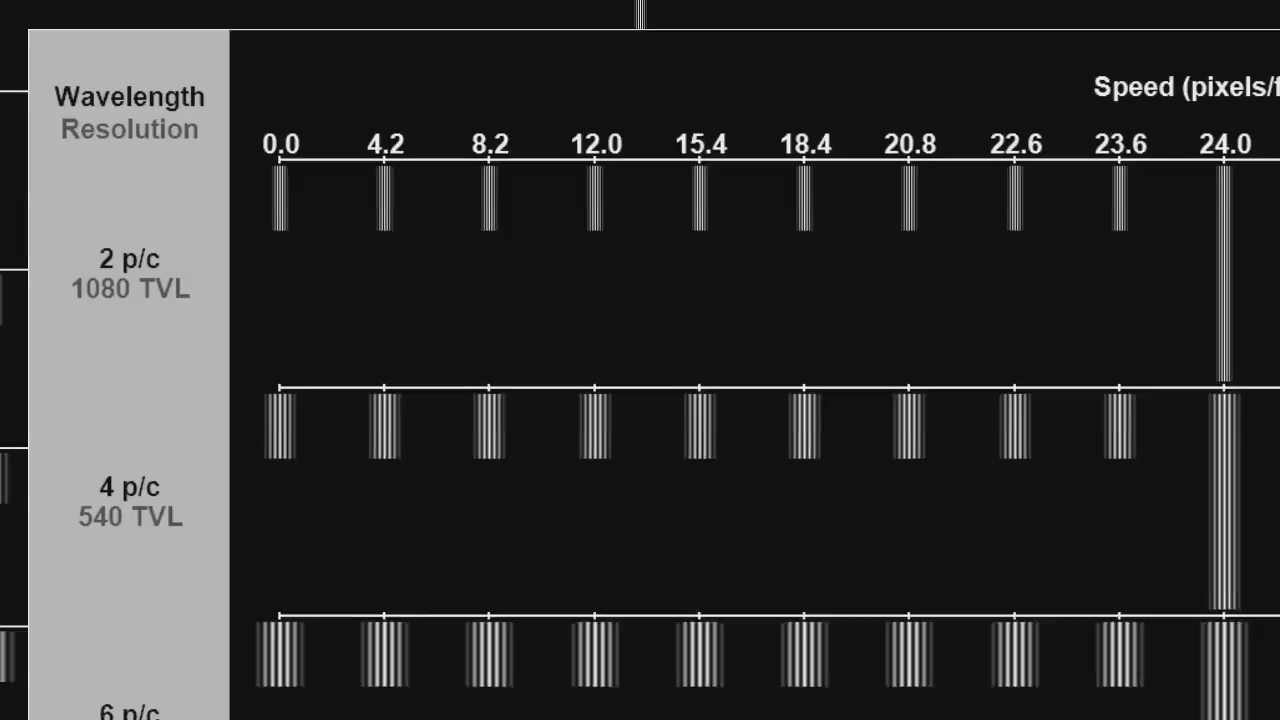 Wavelength
Resolution
Speed (pixels/f
0.0 4.2 8.2 12.0 15.4 18.4 20.8 22.6 23.6 24.0
2 p/c
1080 TVL
4 p/c
540 TVL
6 p/c